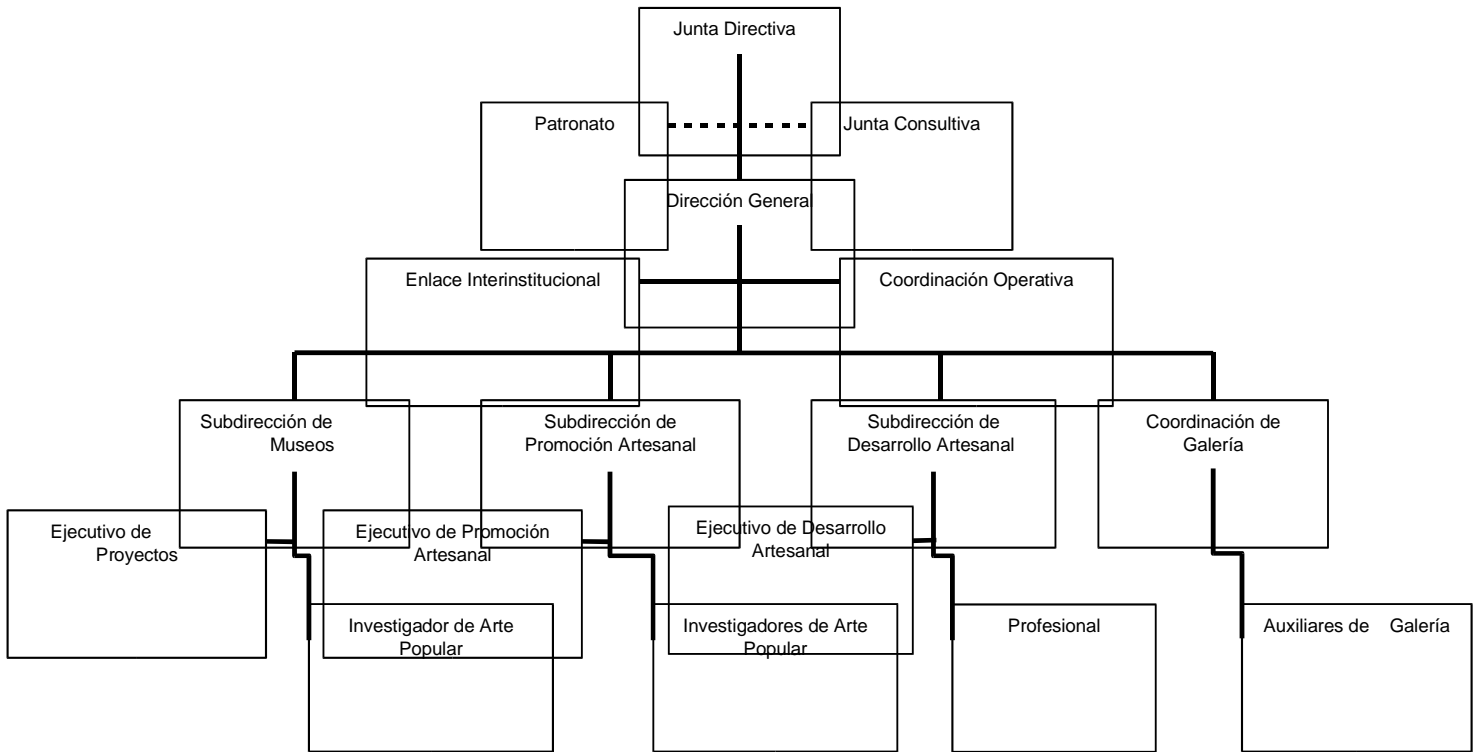 Junta Directiva
Patronato
Junta Consultiva
Dirección General
Enlace Interinstitucional
Coordinación Operativa
Subdirección de
Museos
Subdirección de
Promoción Artesanal
Subdirección de
Desarrollo Artesanal
Coordinación de
Galería
Ejecutivo de
Proyectos
Ejecutivo de Promoción
Artesanal
Ejecutivo de Desarrollo
Artesanal
Investigador de Arte
Popular
Investigadores de Arte
Popular
Profesional
Auxiliares de Galería